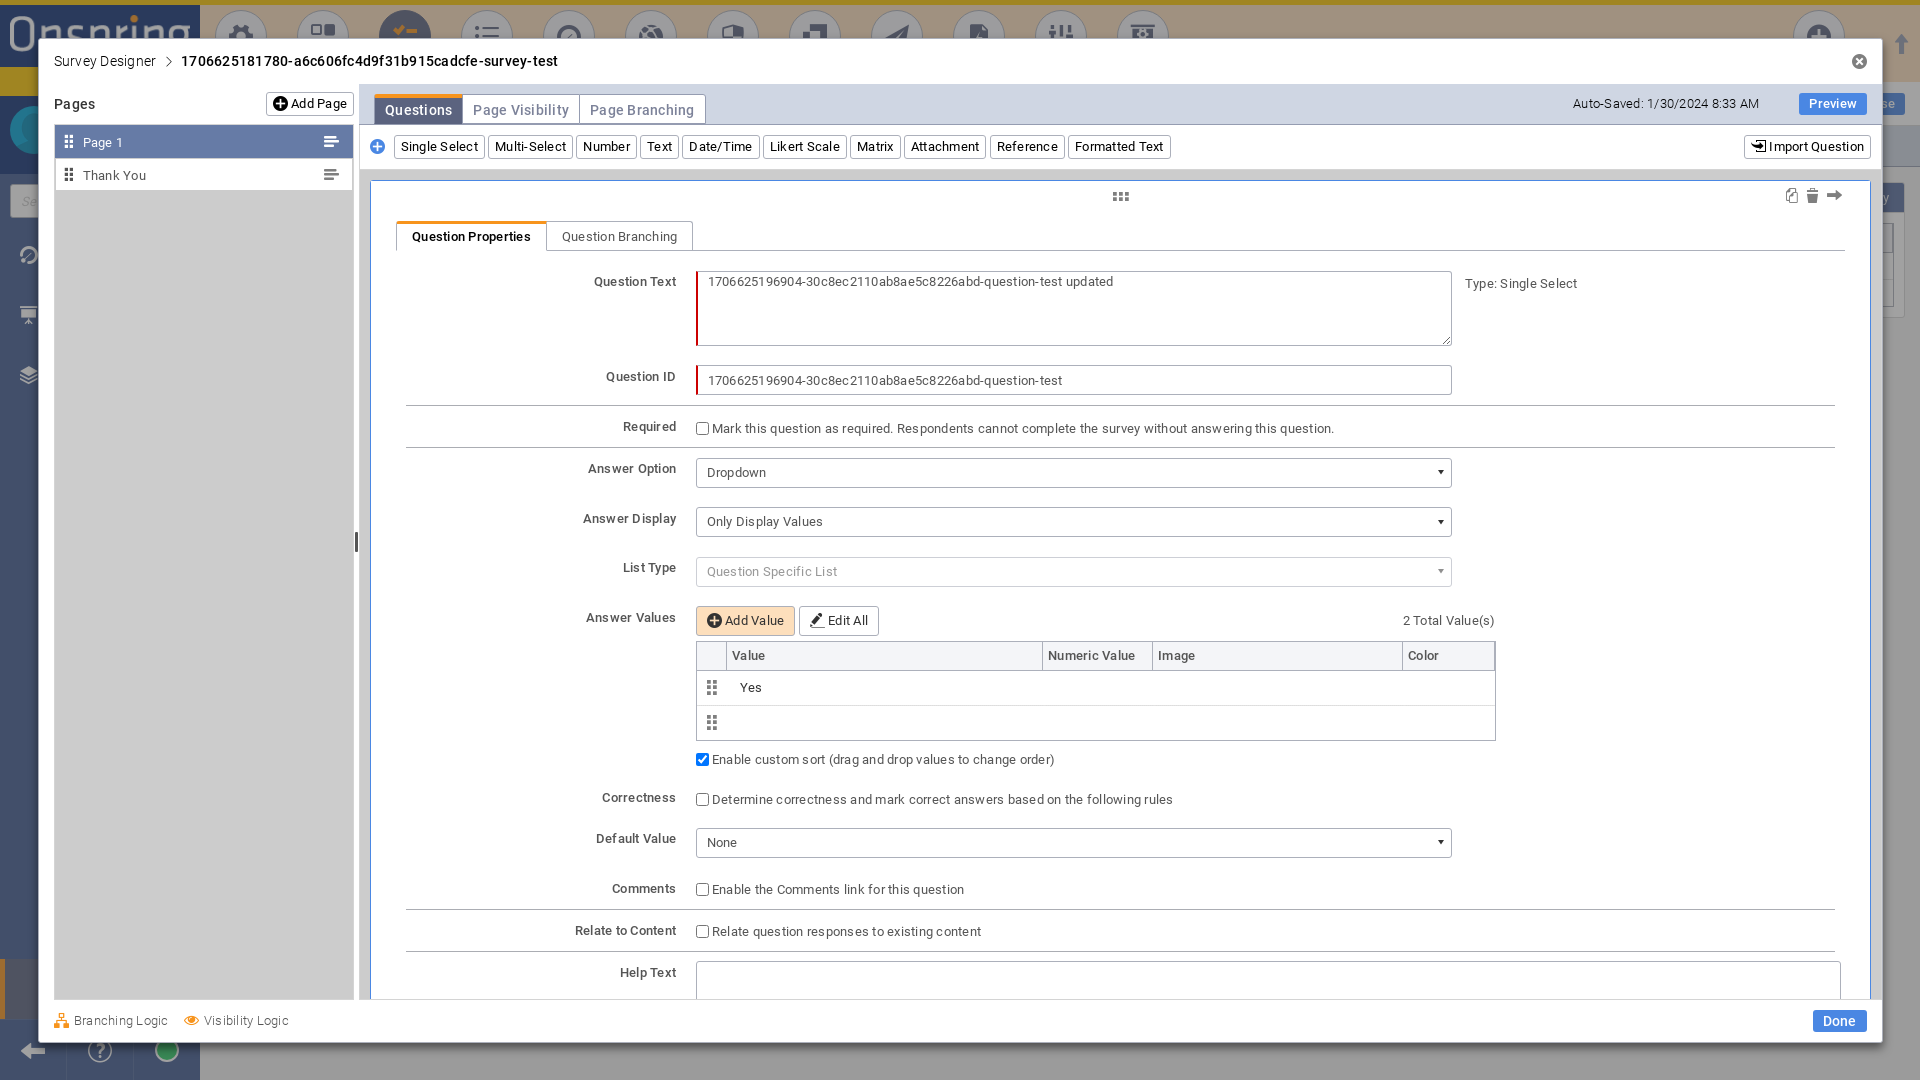 Onspring
Survey Designer > 1706625181780-a6c606fc4d9f31b915cadcfe-survey-test
Pages
Add Page
Page 1
Thank You
Questions Page Visibility Page Branching
Auto-Saved: 1/30/2024 8:33 AM
Preview
Single Select Multi-Select Number Text Date/Time Likert Scale Matrix Attachment Reference Formatted Text
Import Question
Question Properties Question Branching
Question Text
1706625196904-30c8ec2110ab8ae5c8226abd-question-test updated
Type: Single Select
Question ID
1706625196904-30c8ec2110ab8ae5c8226abd-question-test
Required
Mark this question as required. Respondents cannot complete the survey without answering this question.
Answer Option
Dropdown
Answer Display
Only Display Values
List Type
Question Specific List
Answer Values
Add Value
Edit All
2 Total Value(s)
Value Numeric Value Image Color
Yes
Enable custom sort (drag and drop values to change order)
Correctness
Determine correctness and mark correct answers based on the following rules
Default Value
None
Comments
Enable the Comments link for this question
Relate to Content
Relate question responses to existing content
Help Text
Branching Logic
Visibility Logic
Done